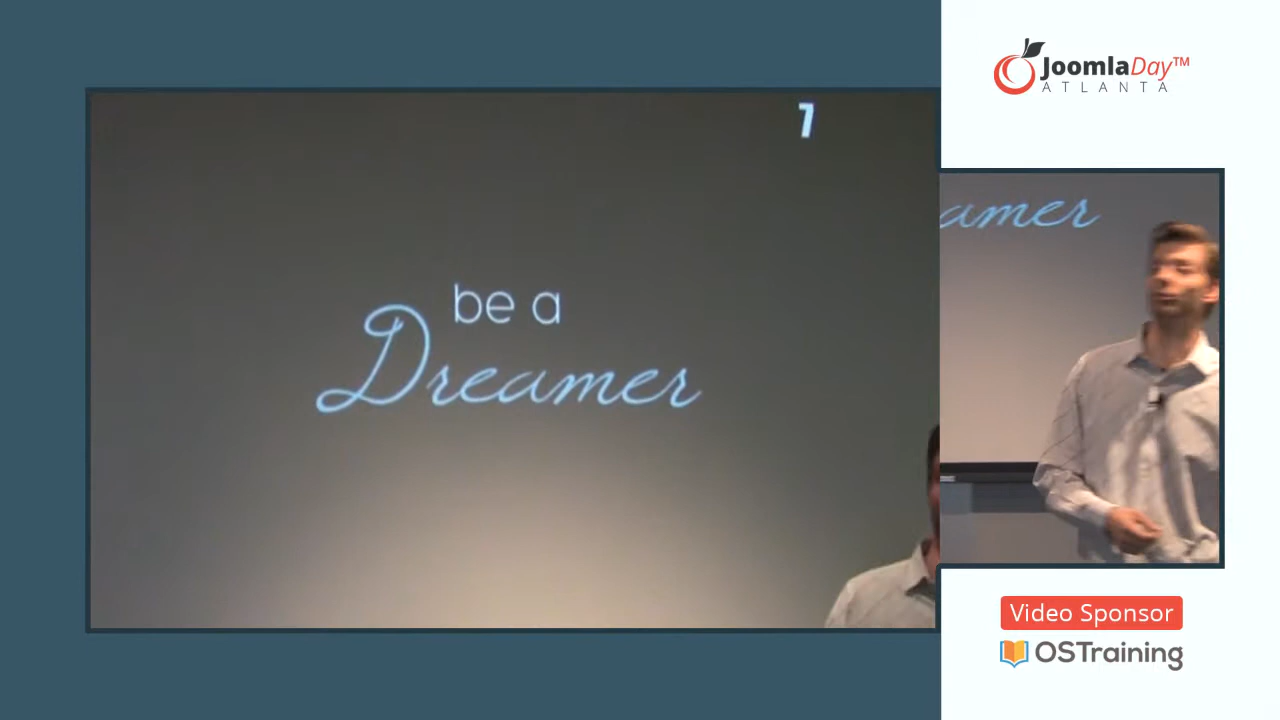 7
be a
Dreamer
JoomlaDay™
ATLANTA
amer
Video Sponsor
OSTraining